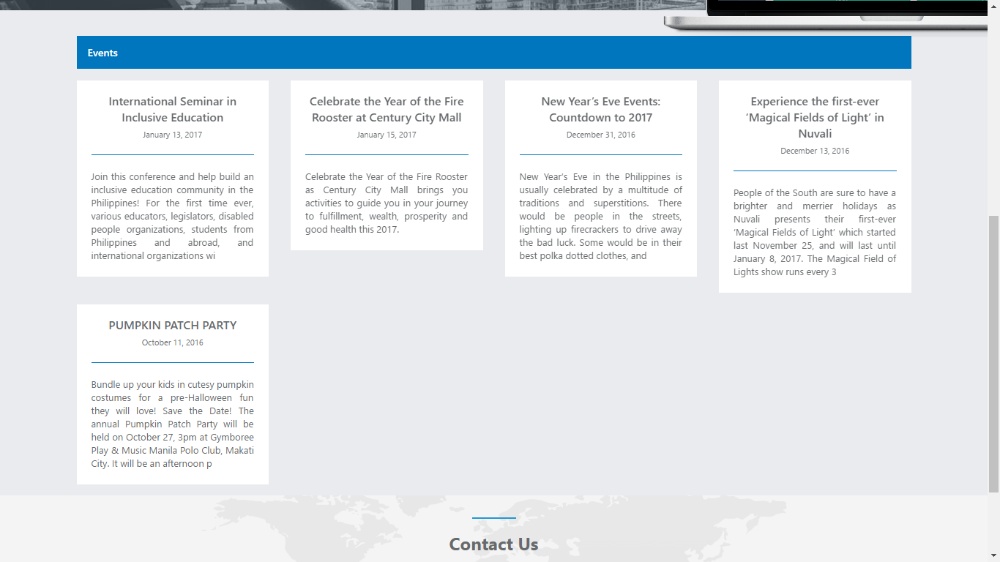 Events
International Seminar in
Inclusive Education
January 13, 2017
Join this conference and help build an
inclusive education community in the
Philippines! For the first time ever,
various educators, legislators, disabled
people organizations, students from
Philippines and abroad, and
international organizations wi
Celebrate the Year of the Fire
Rooster at Century City Mall
January 15, 2017
Celebrate the Year of the Fire Rooster
as Century City Mall brings you
activities to guide you in your journey
to fulfillment, wealth, prosperity and
good health this 2017.
New Year’s Eve Events:
Countdown to 2017
December 31, 2016
New Year’s Eve in the Philippines is
usually celebrated by a multitude of
traditions and superstitions. There
would be people in the streets,
lighting up firecrackers to drive away
the bad luck. Some would be in their
best polka dotted clothes, and
Experience the first-ever
‘Magical Fields of Light’ in
Nuvali
December 13, 2016
People of the South are sure to have a
brighter and merrier holidays as
Nuvali presents their first-ever
‘Magical Fields of Light’ which started
last November 25, and will last until
January 8, 2017. The Magical Field of
Lights show runs every 3
PUMPKIN PATCH PARTY
October 11, 2016
Bundle up your kids in cutesy pumpkin
costumes for a pre-Halloween fun
they will love! Save the Date! The
annual Pumpkin Patch Party will be
held on October 27, 3pm at Gymboree
Play & Music Manila Polo Club, Makati
City. It will be an afternoon p
Contact Us